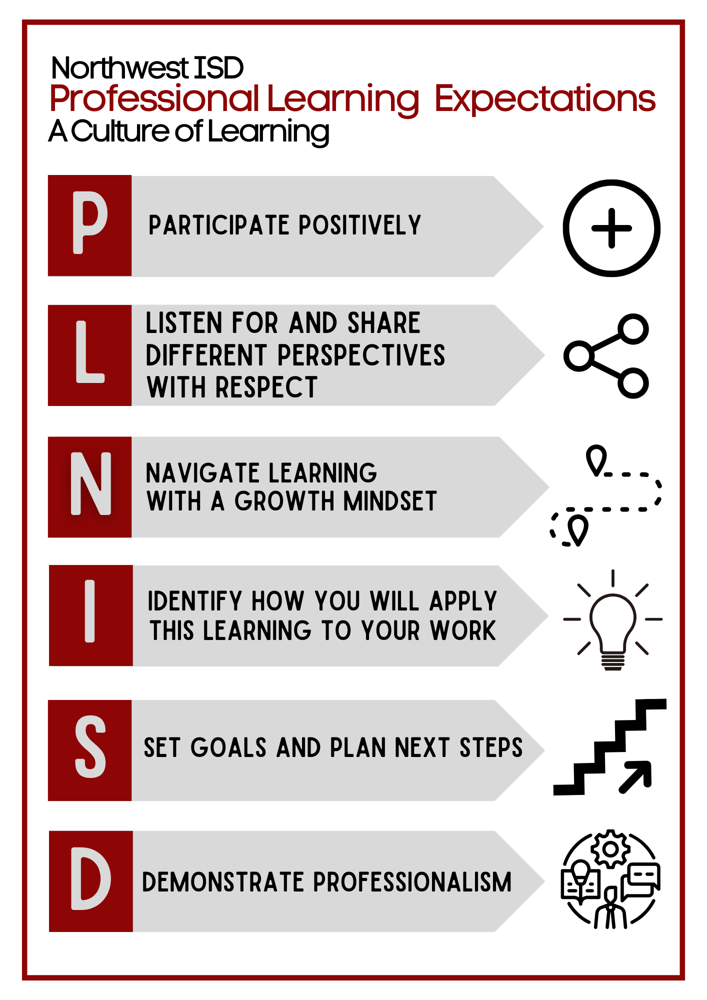 Northwest ISD
Professional Learning Expectations
A Culture of Learning
P
PARTICIPATE POSITIVELY
L
LISTEN FOR AND SHARE
DIFFERENT PERSPECTIVES
WITH RESPECT
N
NAVIGATE LEARNING
WITH A GROWTH MINDSET
I
IDENTIFY HOW YOU WILL APPLY
THIS LEARNING TO YOUR WORK
S
SET GOALS AND PLAN NEXT STEPS
D
DEMONSTRATE PROFESSIONALISM